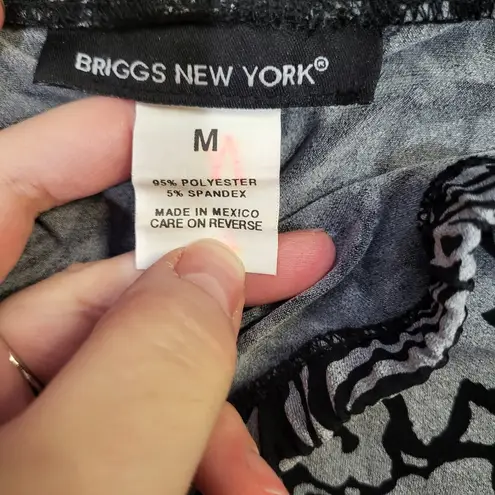 BRIGGS NEW YORK®
M
95% POLYESTER
5% SPANDEX
MADE IN MEXICO
CARE ON REVERSE